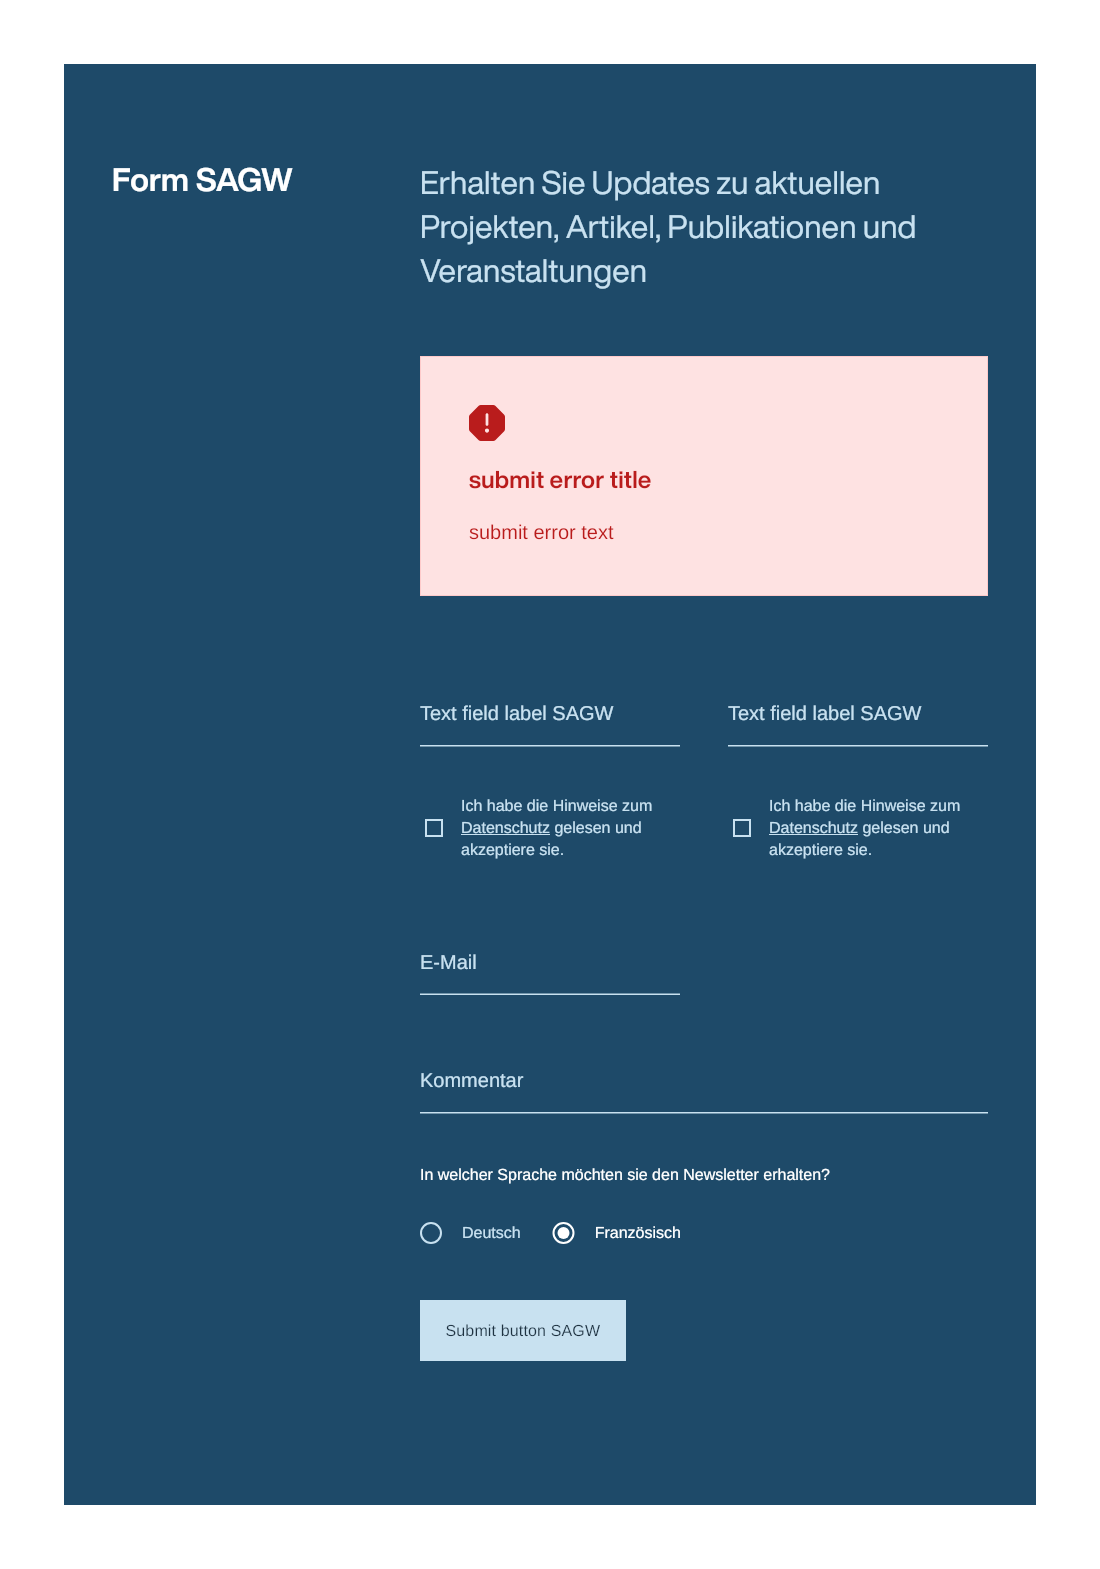 Form SAGW
Erhalten Sie Updates zu aktuellen
Projekten, Artikel, Publikationen und
Veranstaltungen
submit error title
submit error text
Text field label SAGW
Text field label SAGW
Ich habe die Hinweise zum
Datenschutz gelesen und
akzeptiere sie.
Ich habe die Hinweise zum
Datenschutz gelesen und
akzeptiere sie.
E-Mail
Kommentar
In welcher Sprache möchten sie den Newsletter erhalten?
Deutsch
Französisch
Submit button SAGW